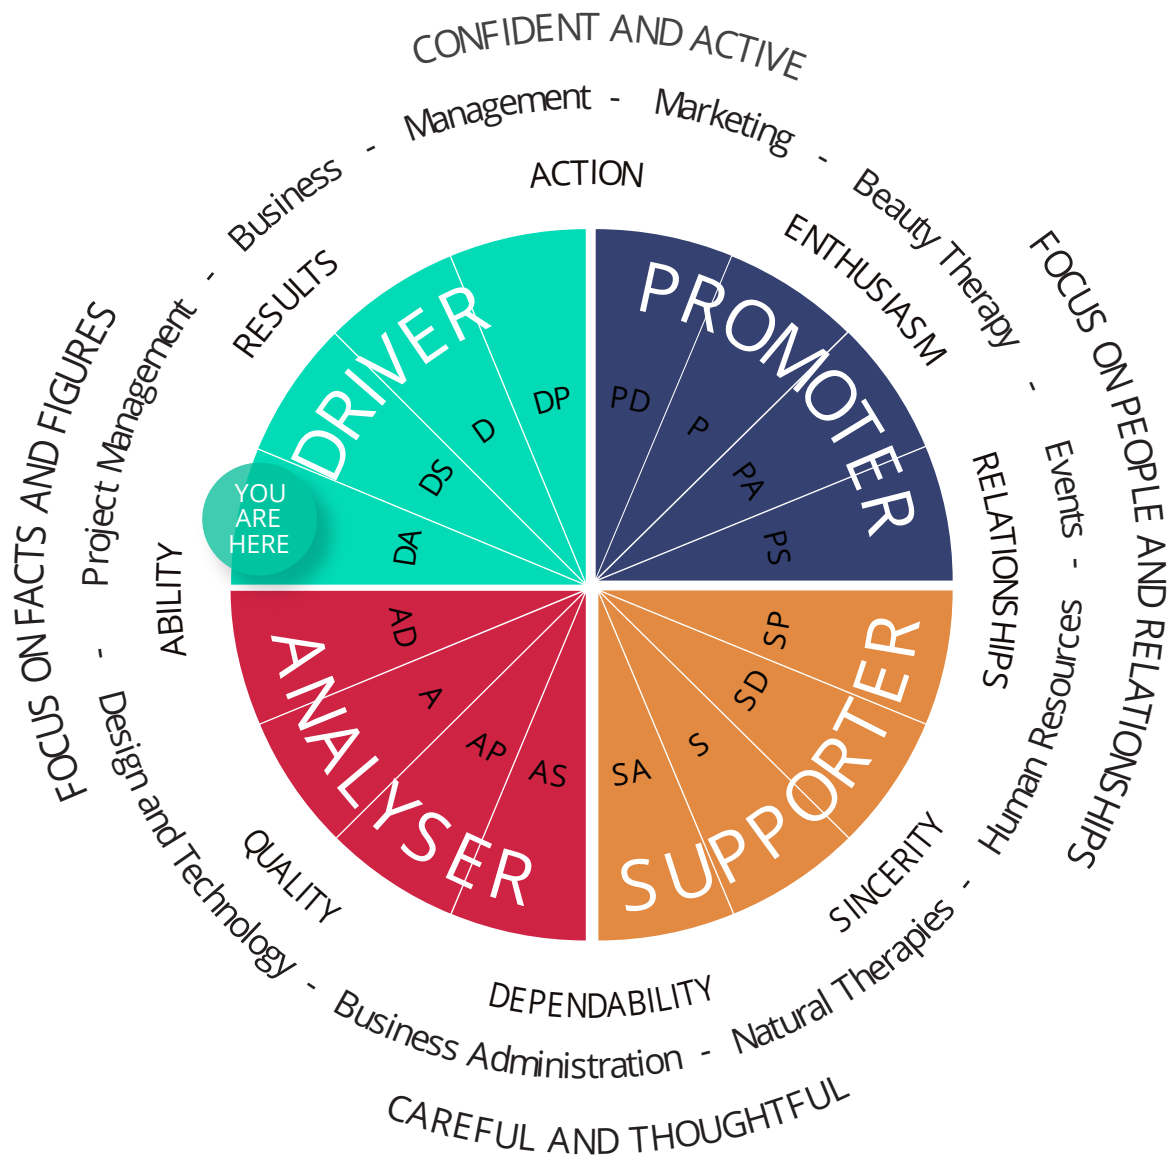 CONFIDENT AND ACTIVE
Management - Marketing - Beauty Therapy - Events - Human Resources - Natural Therapies - Business Administration - Design and Technology - Project Management - Business -
ACTION
ENTHUSIASM
RELATIONSHIPS
SINCERITY
DEPENDABILITY
QUALITY
ABILITY
RESULTS
FOCUS ON PEOPLE AND RELATIONSHIPS
CAREFUL AND THOUGHTFUL
FOCUS ON FACTS AND FIGURES
DRIVER
DA
DS
D
DP
PROMOTER
PD
P
PA
PS
SUPPORTER
SP
SD
S
SA
ANALYSER
AD
A
AP
AS
YOU
ARE
HERE